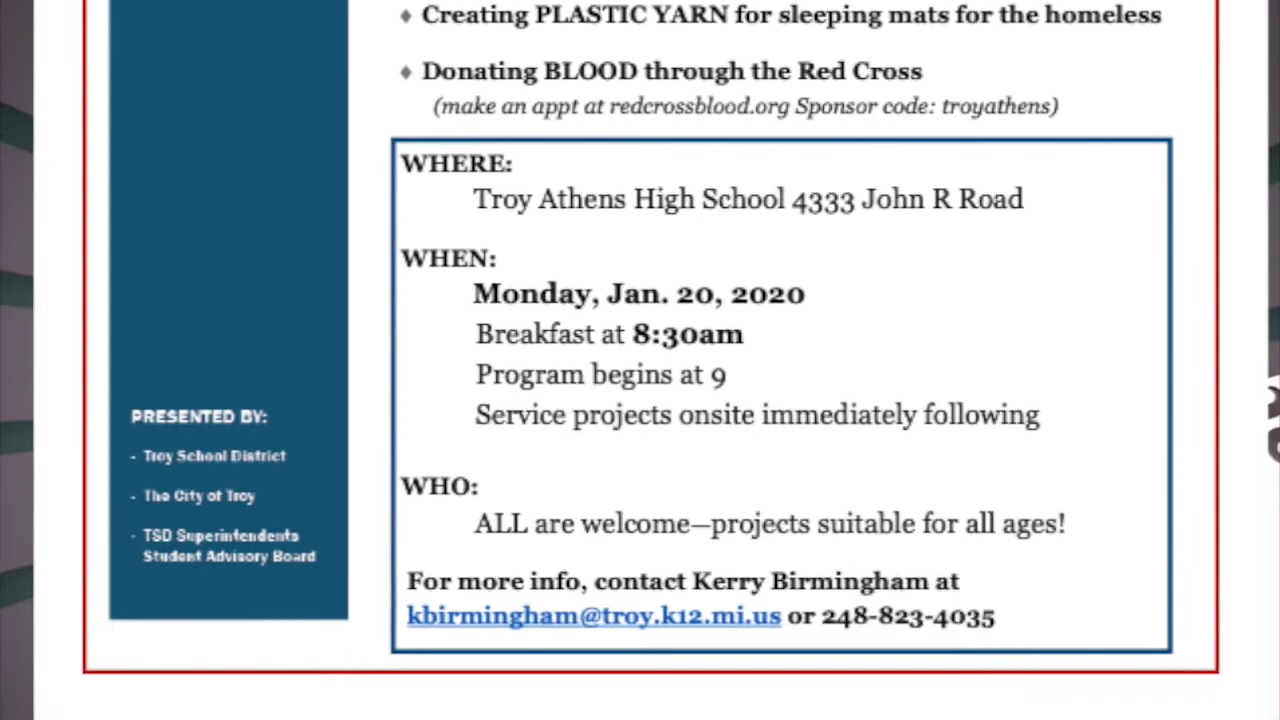 ♦ Creating PLASTIC YARN for sleeping mats for the homeless
♦ Donating BLOOD through the Red Cross
(make an appt at redcrossblood.org Sponsor code: troyathens)
WHERE:
Troy Athens High School 4333 John R Road
WHEN:
Monday, Jan. 20, 2020
Breakfast at 8:30am
Program begins at 9
Service projects onsite immediately following
WHO:
ALL are welcome—projects suitable for all ages!
For more info, contact Kerry Birmingham at
kbirmingham@troy.k12.mi.us or 248-823-4035
PRESENTED BY:
- Troy School District
- The City of Troy
- TSD Superintendents
Student Advisory Board